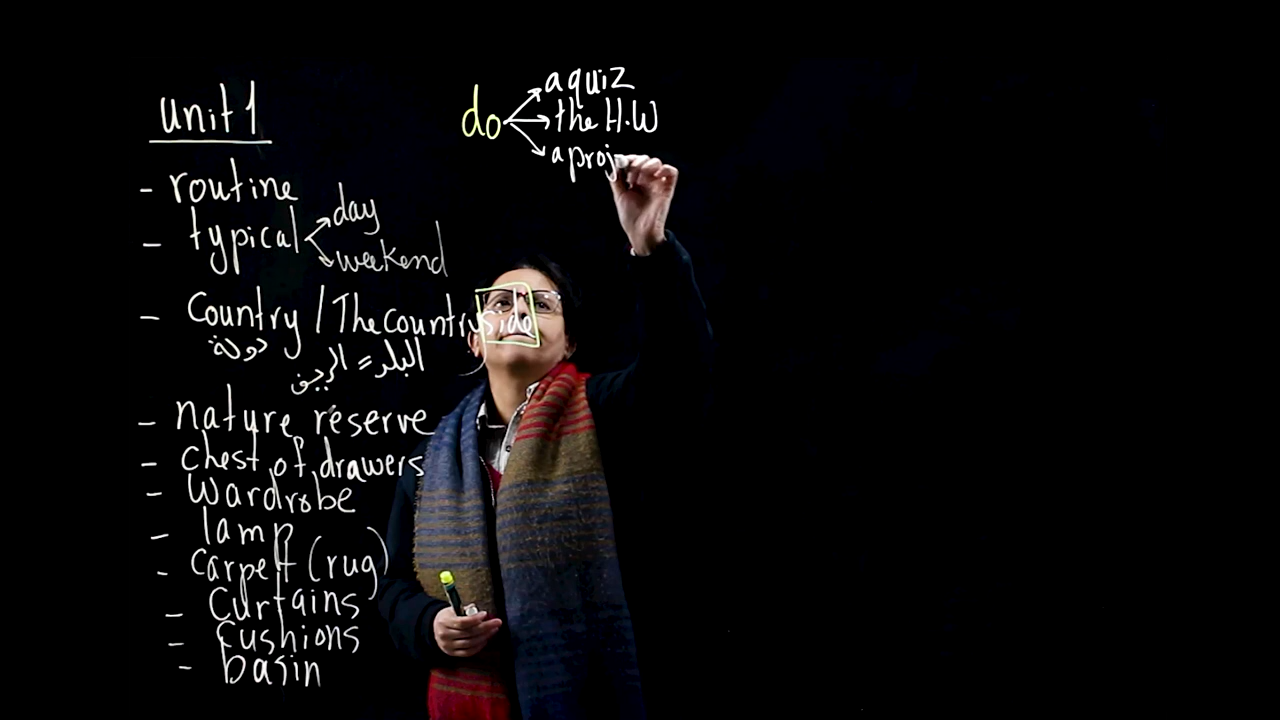 unit 1
- routine
- typical
day
weekend
- Country / The countryside
دولة
البلد = الريف
- nature reserve
- chest of drawers
- wardrobe
- lamp
- carpet (rug)
- curtains
- cushions
- basin
do
a quiz
the H.W
a proj